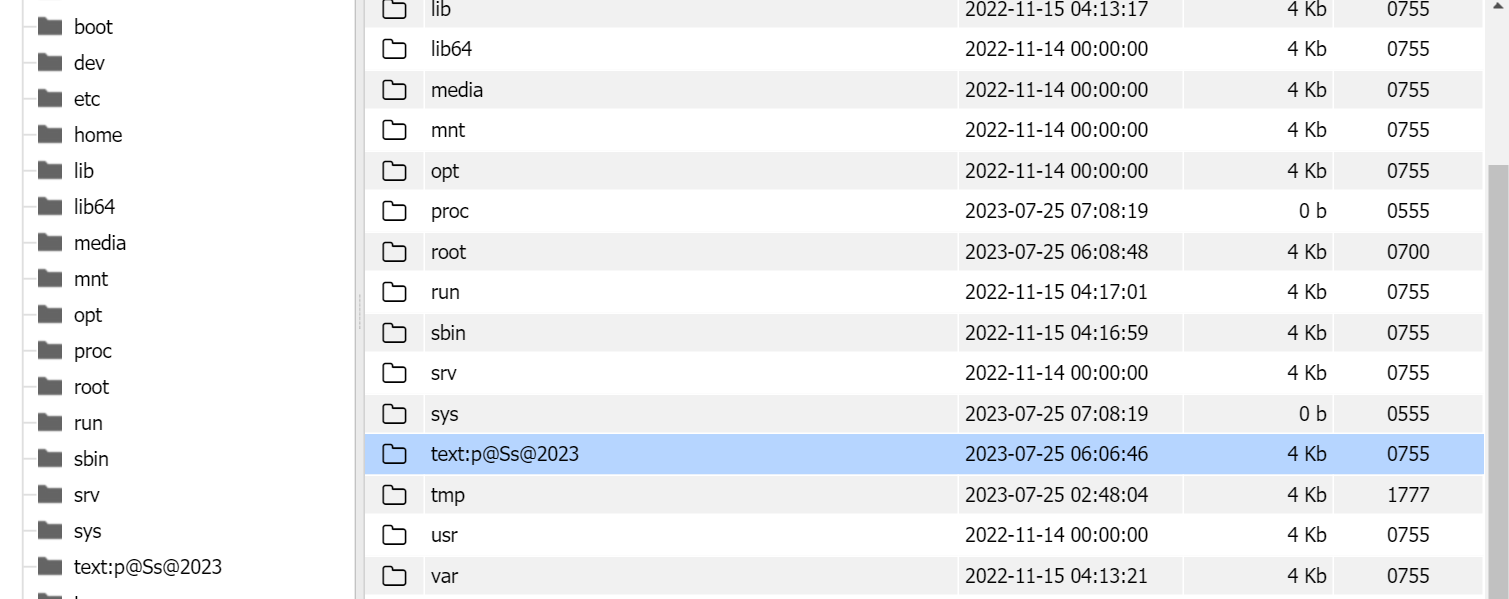 boot
dev
etc
home
lib
lib64
media
mnt
opt
proc
root
run
sbin
srv
sys
text:p@Ss@2023
lib 2022-11-15 04:13:17 4 Kb 0755
lib64 2022-11-14 00:00:00 4 Kb 0755
media 2022-11-14 00:00:00 4 Kb 0755
mnt 2022-11-14 00:00:00 4 Kb 0755
opt 2022-11-14 00:00:00 4 Kb 0755
proc 2023-07-25 07:08:19 0 b 0555
root 2023-07-25 06:08:48 4 Kb 0700
run 2022-11-15 04:17:01 4 Kb 0755
sbin 2022-11-15 04:16:59 4 Kb 0755
srv 2022-11-14 00:00:00 4 Kb 0755
sys 2023-07-25 07:08:19 0 b 0555
text:p@Ss@2023 2023-07-25 06:06:46 4 Kb 0755
tmp 2023-07-25 02:48:04 4 Kb 1777
usr 2022-11-14 00:00:00 4 Kb 0755
var 2022-11-15 04:13:21 4 Kb 0755